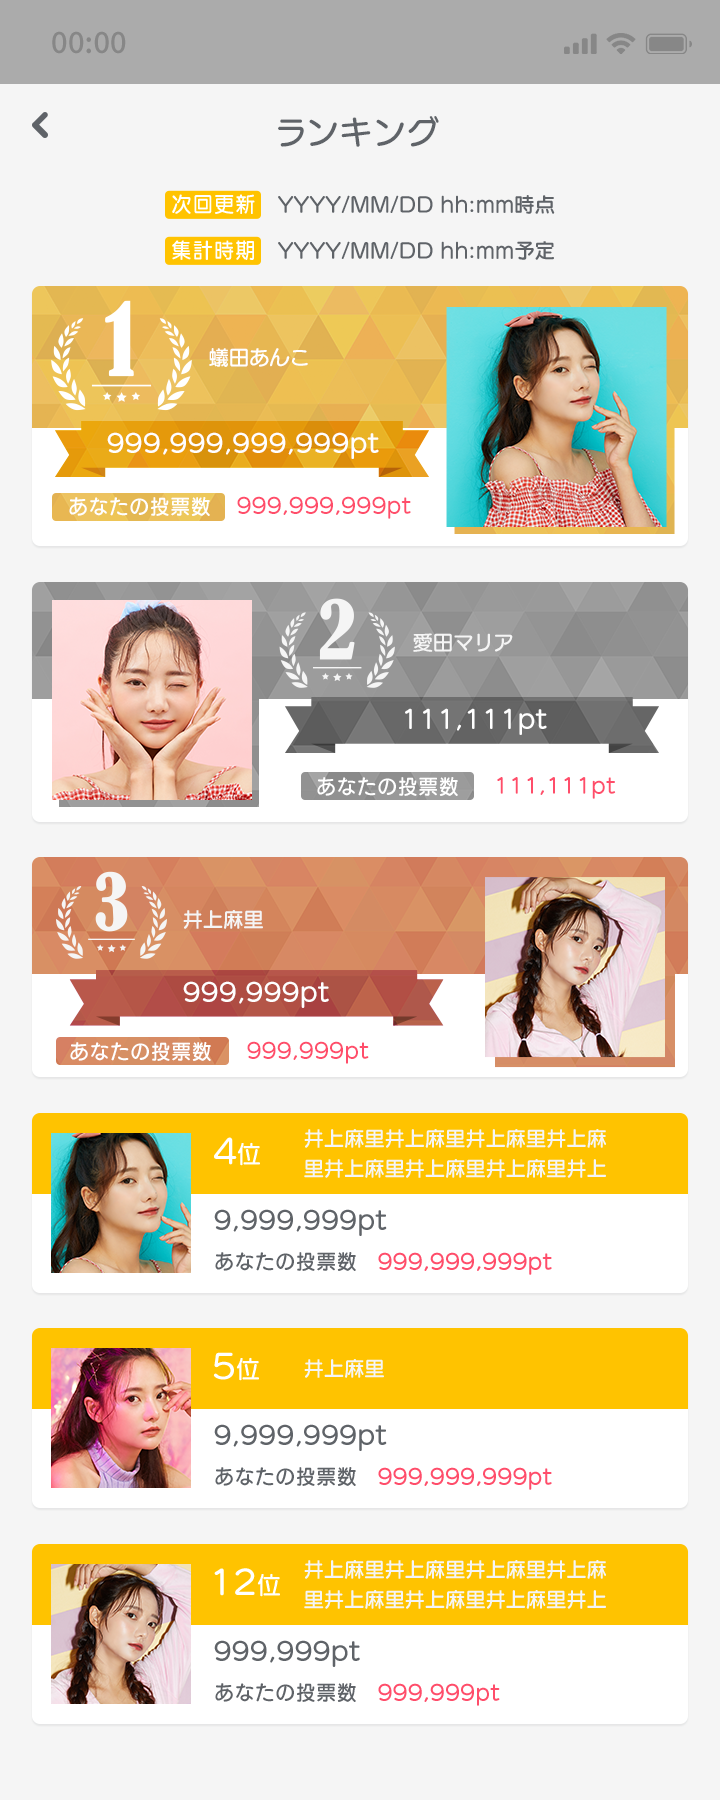 00:00
ランキング
次回更新 YYYY/MM/DD hh:mm時点
集計時期 YYYY/MM/DD hh:mm予定
1
蟻田あんこ
999,999,999,999pt
あなたの投票数 999,999,999pt
2
愛田マリア
111,111pt
あなたの投票数 111,111pt
3
井上麻里
999,999pt
あなたの投票数 999,999pt
4位
井上麻里井上麻里井上麻里井上麻
里井上麻里井上麻里井上麻里井上
9,999,999pt
あなたの投票数 999,999,999pt
5位 井上麻里
9,999,999pt
あなたの投票数 999,999,999pt
12位
井上麻里井上麻里井上麻里井上麻
里井上麻里井上麻里井上麻里井上
999,999pt
あなたの投票数 999,999pt